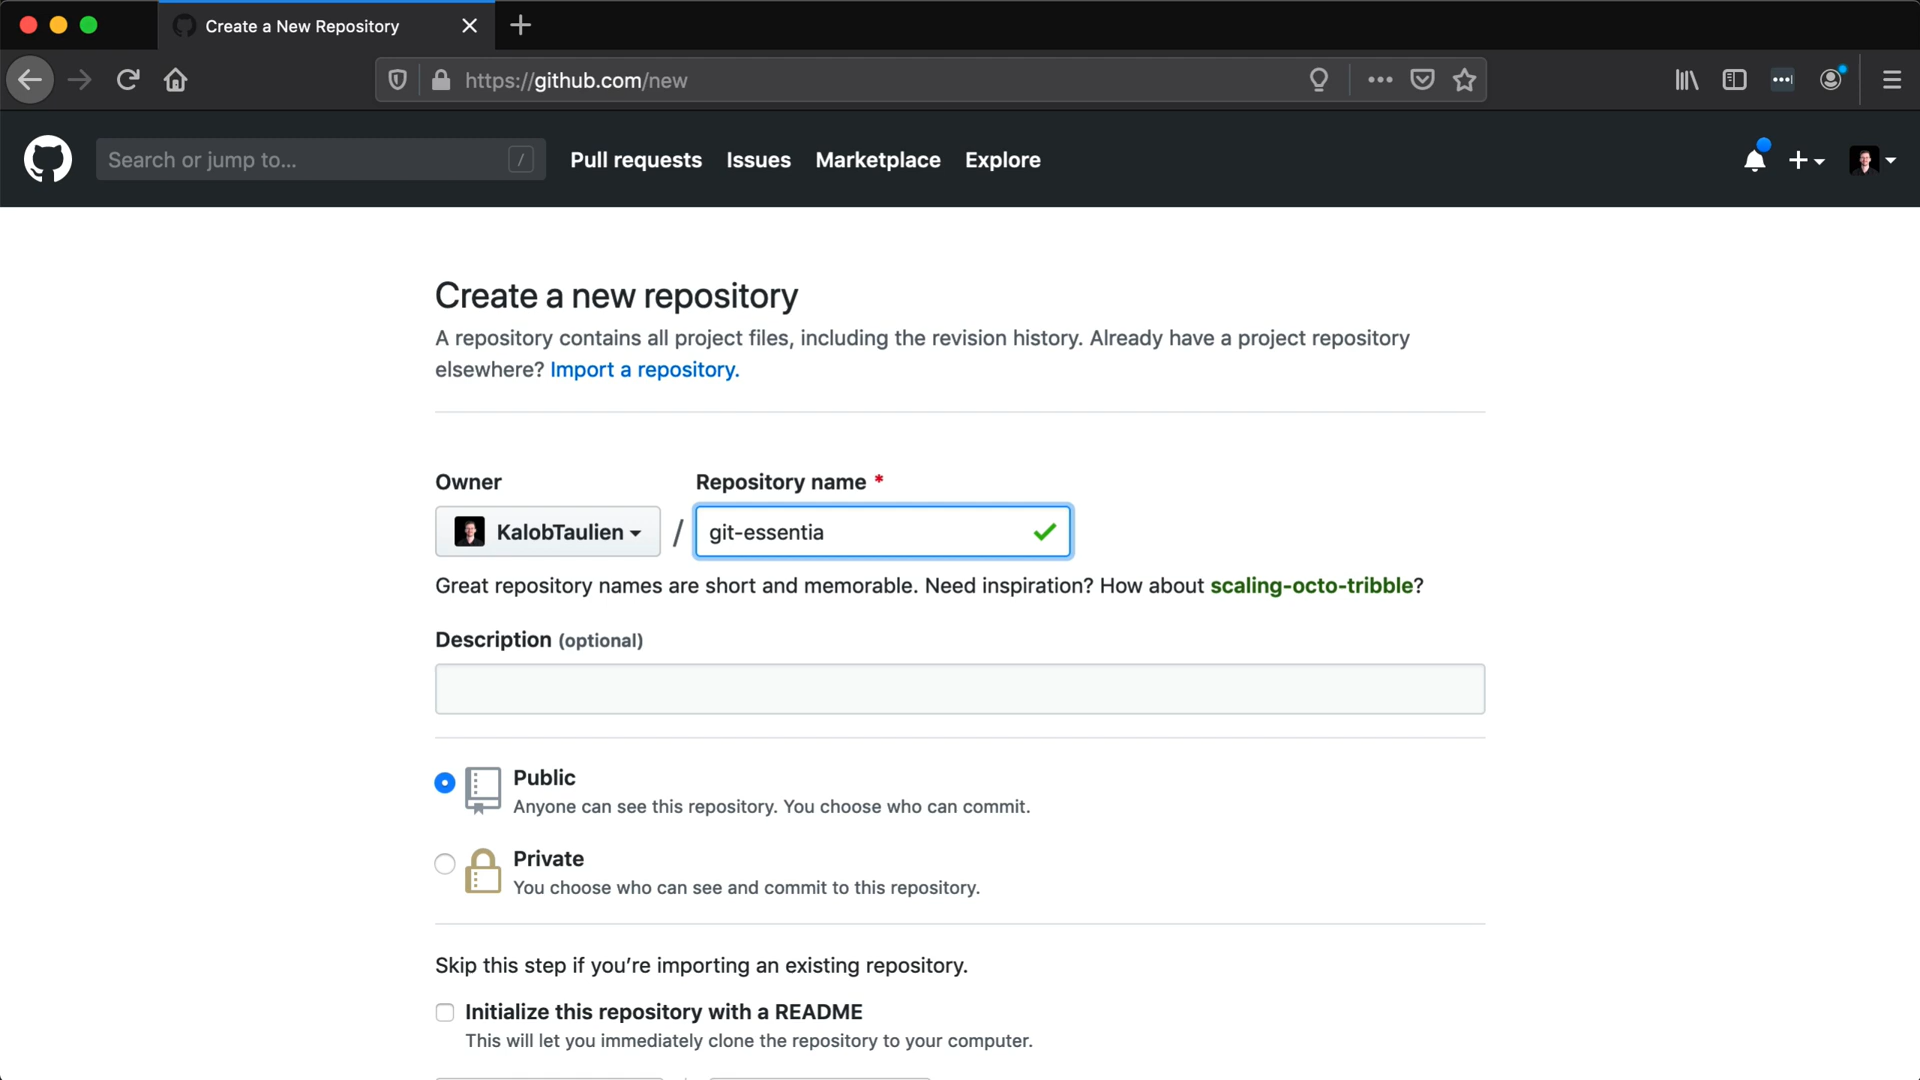 Create a New Repository
https://github.com/new
Search or jump to... /
Pull requests Issues Marketplace Explore
Create a new repository
A repository contains all project files, including the revision history. Already have a project repository
elsewhere? Import a repository.
Owner Repository name *
KalobTaulien / git-essentia
Great repository names are short and memorable. Need inspiration? How about scaling-octo-tribble?
Description (optional)
Public
Anyone can see this repository. You choose who can commit.
Private
You choose who can see and commit to this repository.
Skip this step if you’re importing an existing repository.
Initialize this repository with a README
This will let you immediately clone the repository to your computer.